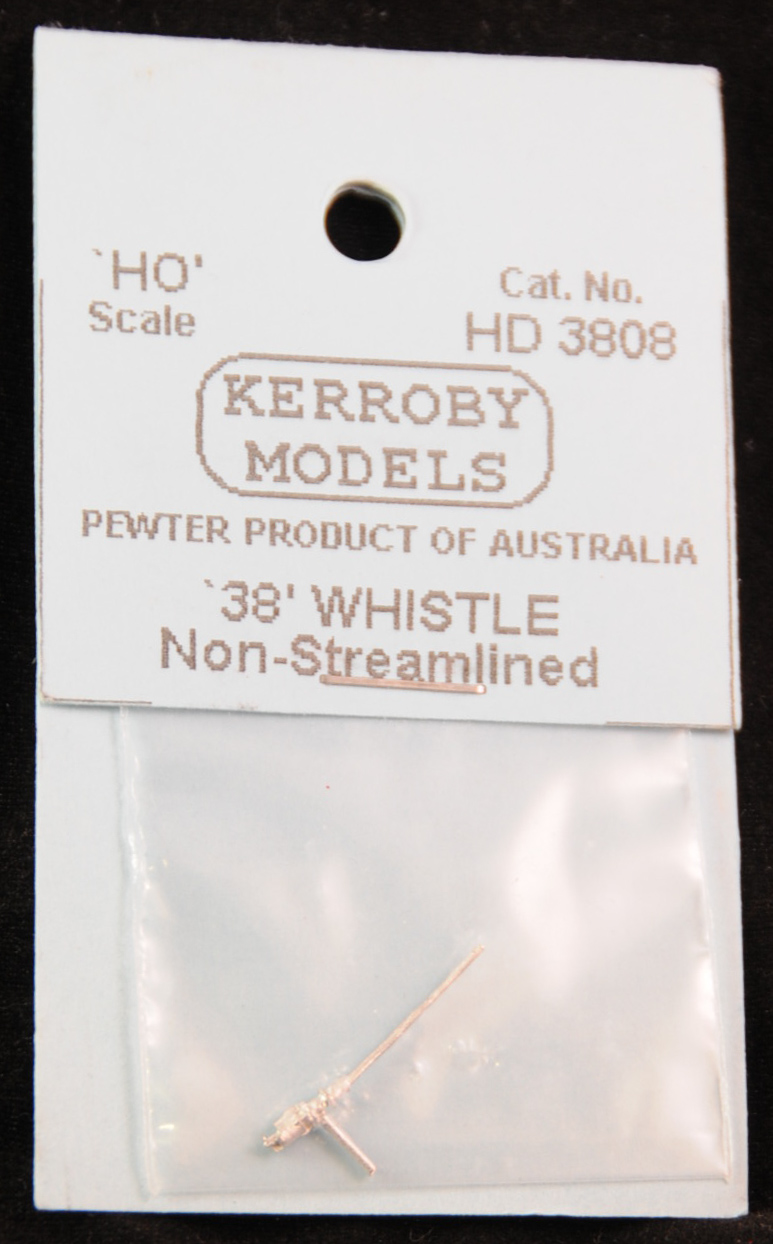 `HO'
Scale
Cat. No.
HD 3808
KERROBY
MODELS
PEWTER PRODUCT OF AUSTRALIA
`38' WHISTLE
Non-Streamlined